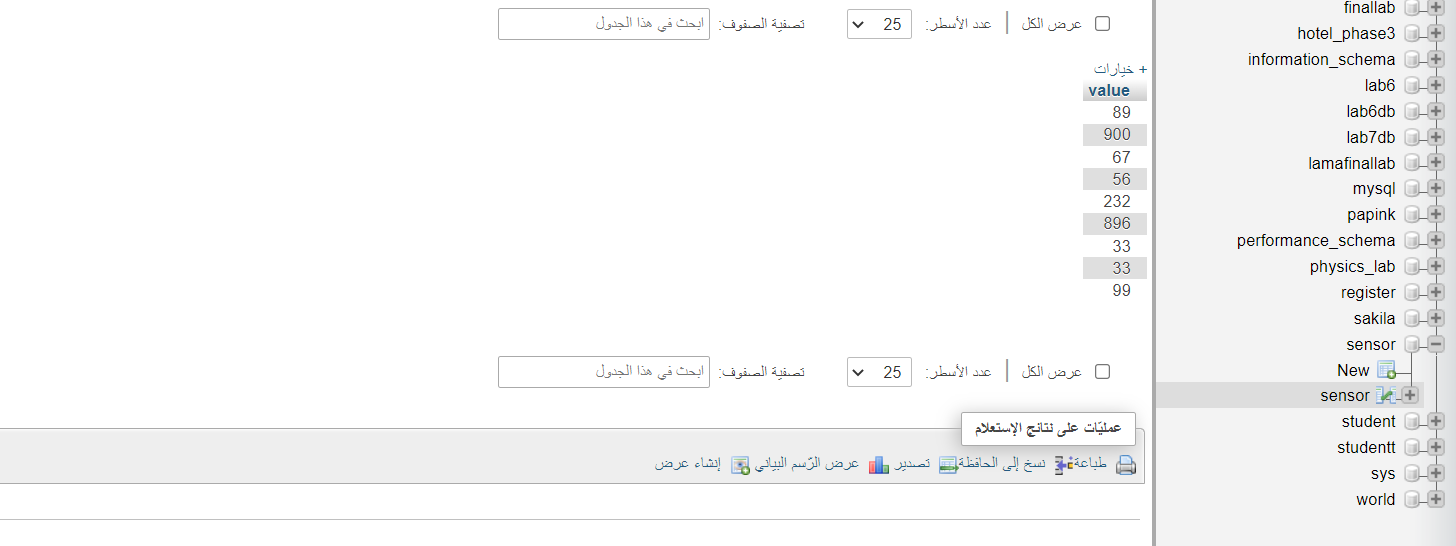 عرض الكل | عدد الأسطر: 25 تصفية الصفوف: ابحث في هذا الجدول
+ خيارات
value
89
900
67
56
232
896
33
33
99
عرض الكل | عدد الأسطر: 25 تصفية الصفوف: ابحث في هذا الجدول
عمليّات على نتائج الإستعلام
طباعة نسخ إلى الحافظة تصدير عرض الرّسم البياني إنشاء عرض
finallab
hotel_phase3
information_schema
lab6
lab6db
lab7db
lamafinallab
mysql
papink
performance_schema
physics_lab
register
sakila
sensor
New
sensor
student
studentt
sys
world